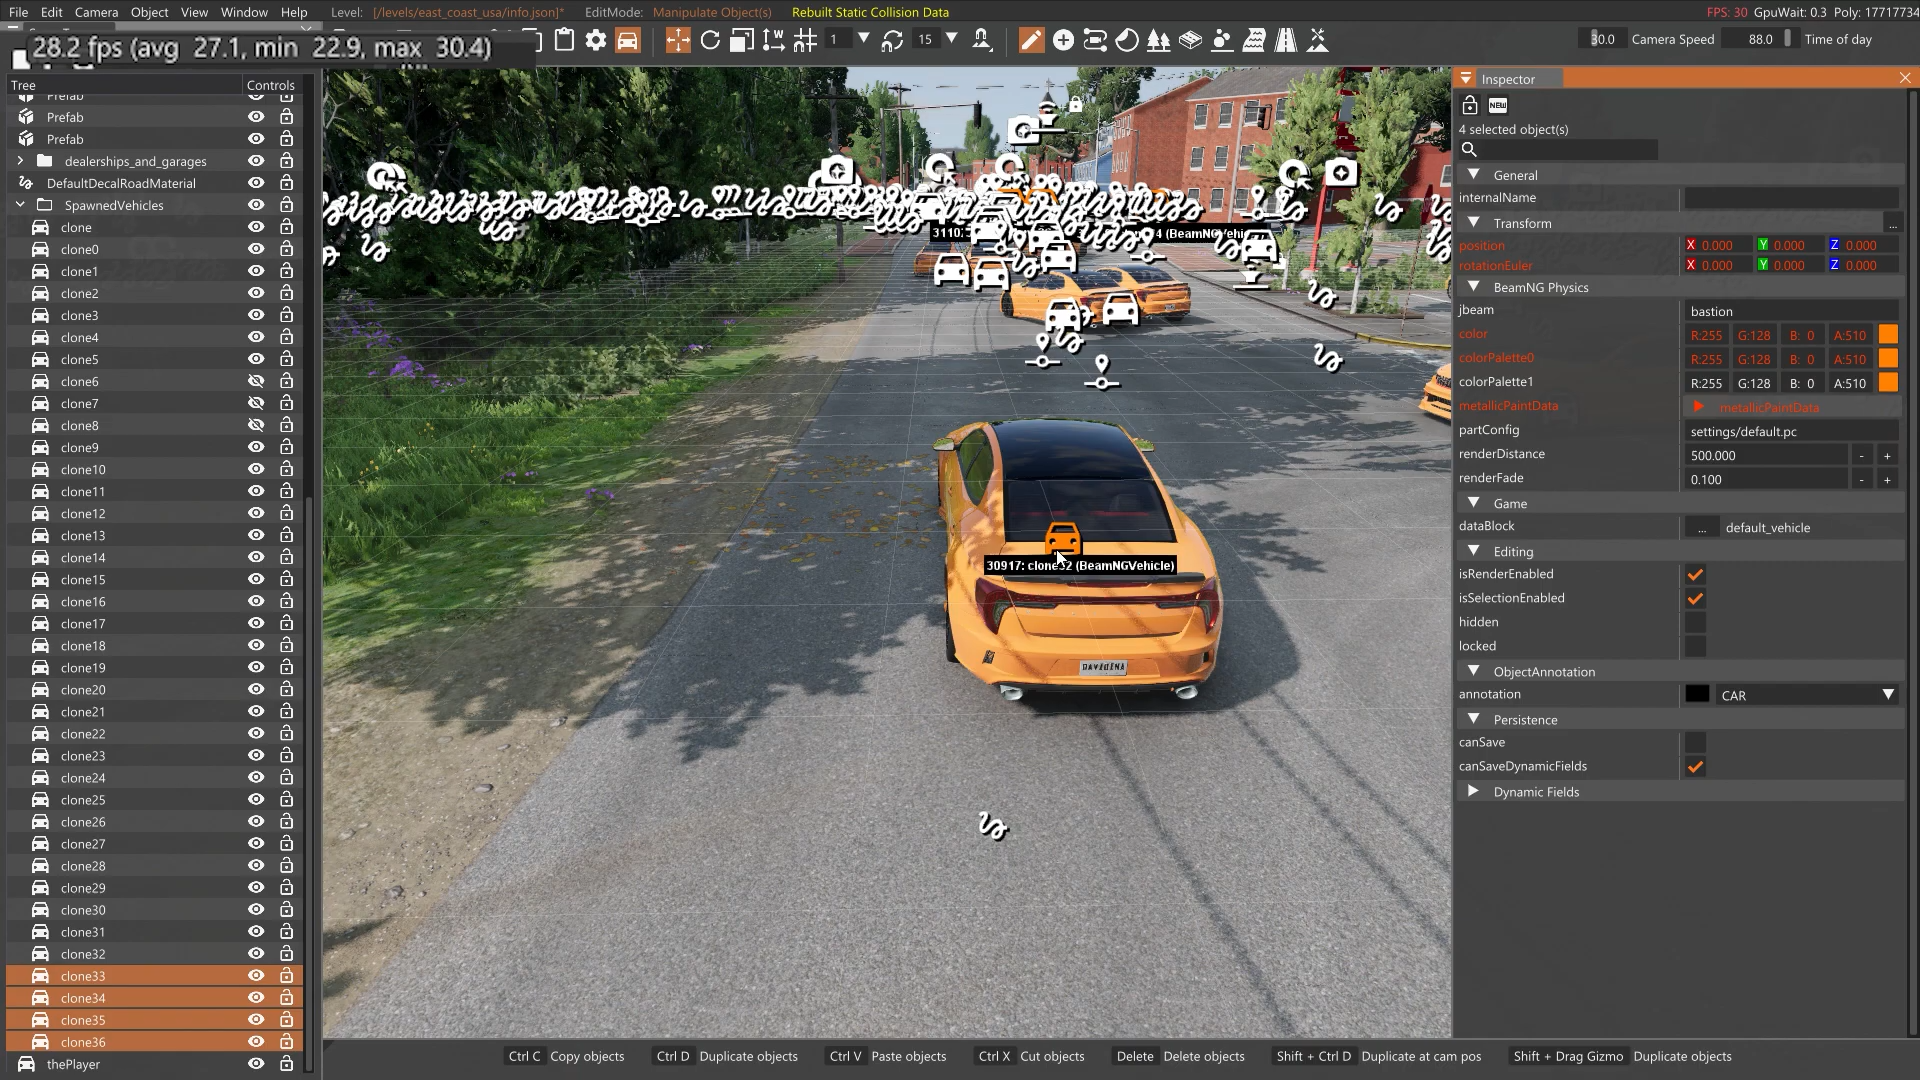 File Edit Camera Object View Window Help Level: [/levels/east_coast_usa/info.json]* EditMode: Manipulate Object(s) Rebuilt Static Collision Data FPS: 30 GpuWait: 0.3 Poly: 17717734
28.2 fps (avg 27.1, min 22.9, max 30.4)
1 15 30.0 Camera Speed 88.0 Time of day
Tree Controls
Prefab
Prefab
Prefab
dealerships_and_garages
DefaultDecalRoadMaterial
SpawnedVehicles
clone
clone0
clone1
clone2
clone3
clone4
clone5
clone6
clone7
clone8
clone9
clone10
clone11
clone12
clone13
clone14
clone15
clone16
clone17
clone18
clone19
clone20
clone21
clone22
clone23
clone24
clone25
clone26
clone27
clone28
clone29
clone30
clone31
clone32
clone33
clone34
clone35
clone36
thePlayer
30917: clone32 (BeamNGVehicle)
Inspector
NEW
4 selected object(s)
General
internalName
Transform ...
position X 0.000 Y 0.000 Z 0.000
rotationEuler X 0.000 Y 0.000 Z 0.000
BeamNG Physics
jbeam bastion
color R:255 G:128 B: 0 A:510
colorPalette0 R:255 G:128 B: 0 A:510
colorPalette1 R:255 G:128 B: 0 A:510
metallicPaintData metallicPaintData
partConfig settings/default.pc
renderDistance 500.000 - +
renderFade 0.100 - +
Game
dataBlock ... default_vehicle
Editing
isRenderEnabled
isSelectionEnabled
hidden
locked
ObjectAnnotation
annotation CAR
Persistence
canSave
canSaveDynamicFields
Dynamic Fields
Ctrl C Copy objects Ctrl D Duplicate objects Ctrl V Paste objects Ctrl X Cut objects Delete Delete objects Shift + Ctrl D Duplicate at cam pos Shift + Drag Gizmo Duplicate objects